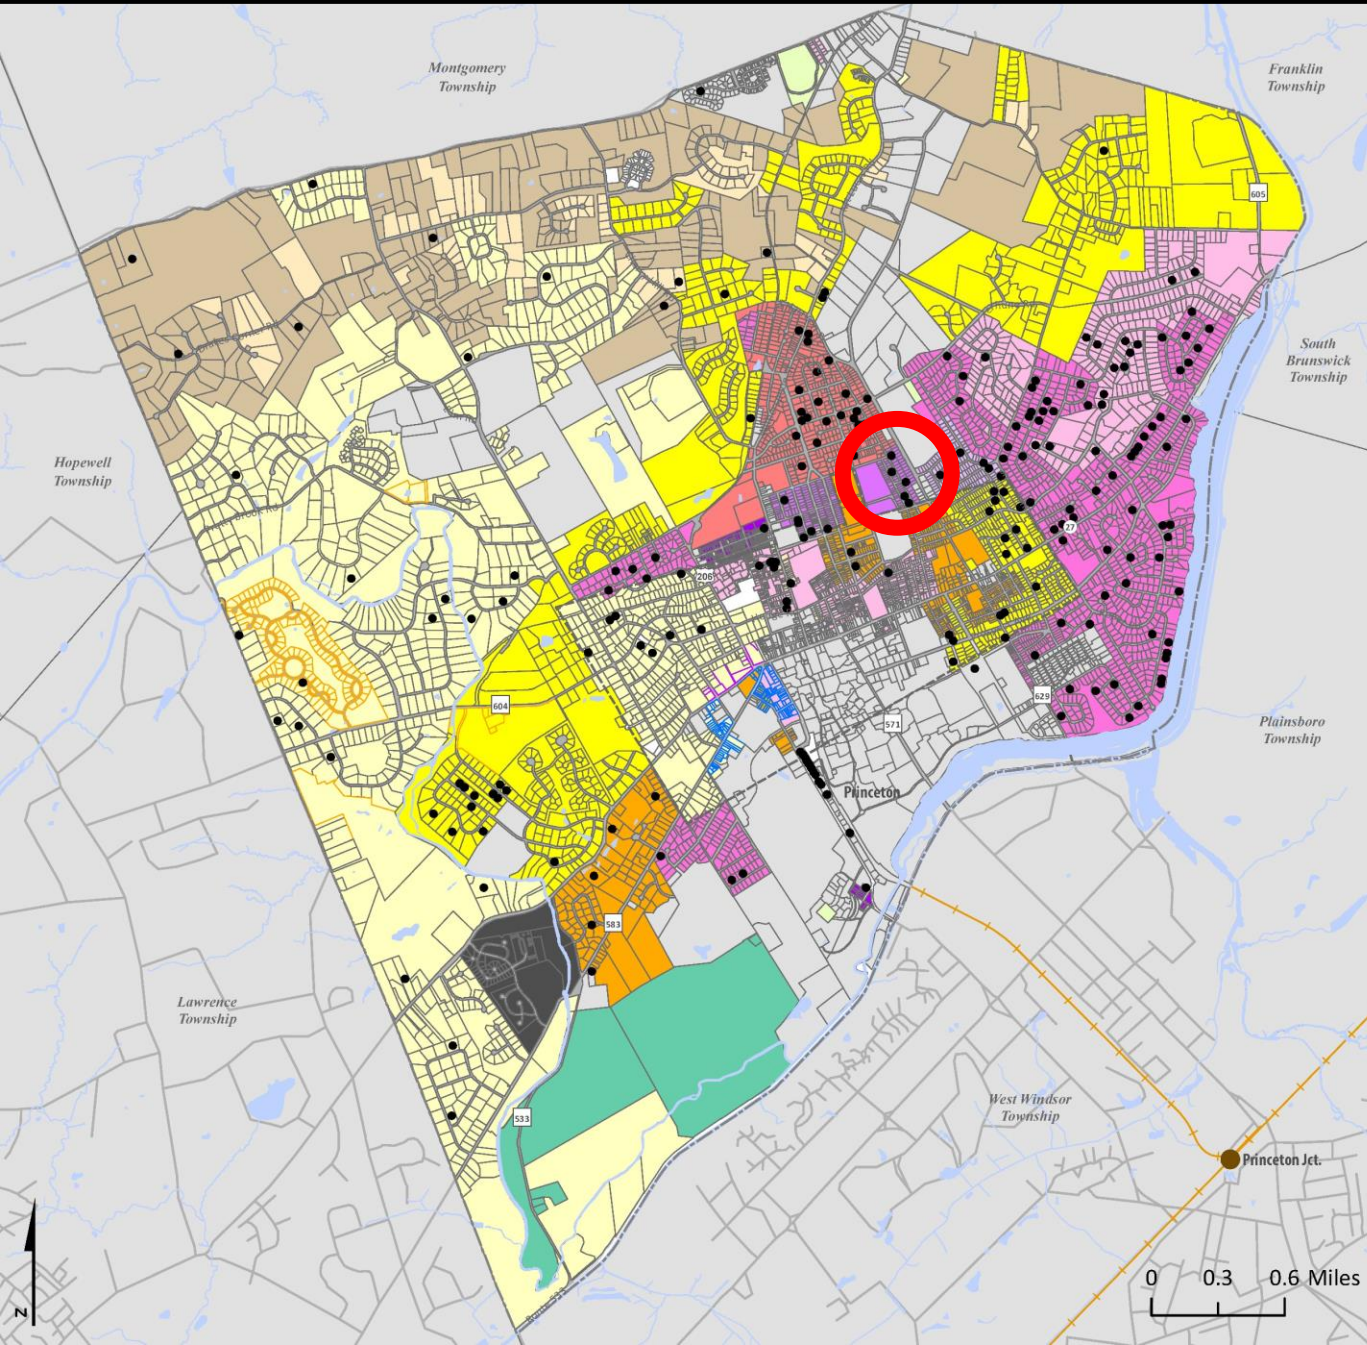 Montgomery
Township
Franklin
Township
605
South
Brunswick
Township
Hopewell
Township
27
206
604
629
571
Plainsboro
Township
Princeton
583
Lawrence
Township
533
West Windsor
Township
Princeton Jct.
0 0.3 0.6 Miles
N